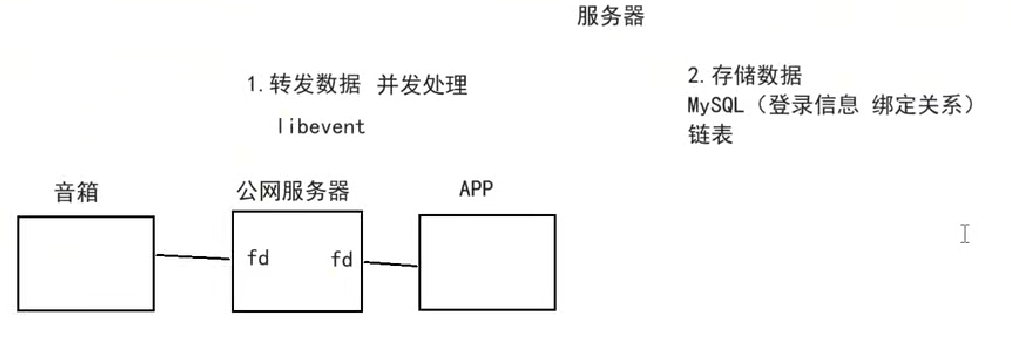 服务器
1.转发数据 并发处理
libevent
2.存储数据
MySQL（登录信息 绑定关系）
链表
音箱
公网服务器
APP
fd
fd